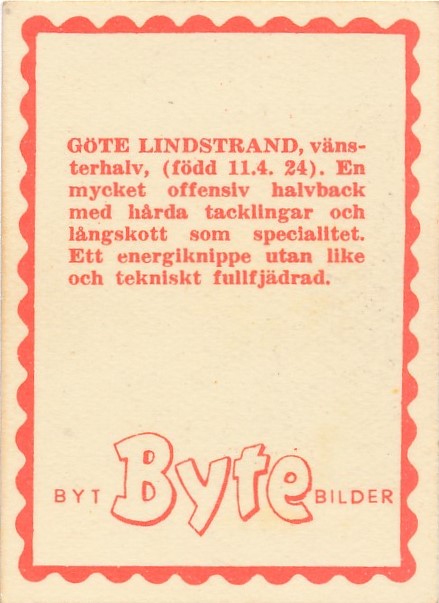 GÖTE LINDSTRAND, väns-
terhalv, (född 11.4. 24). En
mycket offensiv halvback
med hårda tacklingar och
långskott som specialitet.
Ett energiknippe utan like
och tekniskt fullfjädrad.
BYT Byte BILDER